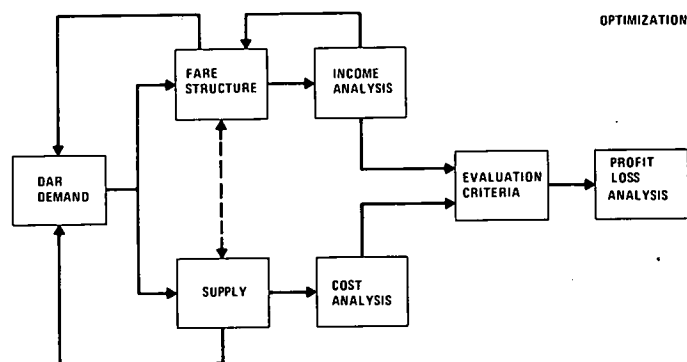 OPTIMIZATION
FARE
STRUCTURE
INCOME
ANALYSIS
DAR
DEMAND
EVALUATION
CRITERIA
PROFIT
LOSS
ANALYSIS
SUPPLY
COST
ANALYSIS